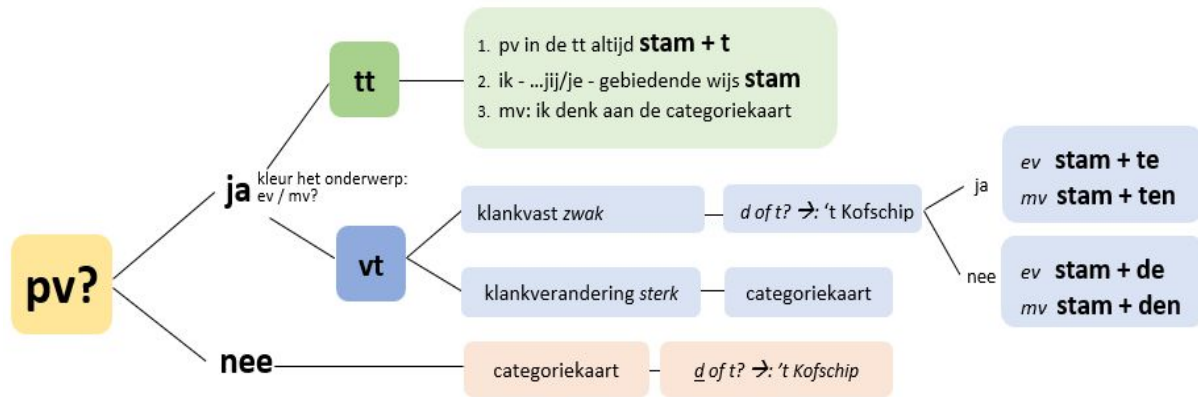 pv?
ja
kleur het onderwerp:
ev / mv?
tt
1. pv in de tt altijd stam + t
2. ik - ...jij/je - gebiedende wijs stam
3. mv: ik denk aan de categoriekaart
vt
klankvast zwak
d of t? →: 't Kofschip
ja
ev stam + te
mv stam + ten
nee
ev stam + de
mv stam + den
klankverandering sterk
categoriekaart
nee
categoriekaart
d of t? →: 't Kofschip